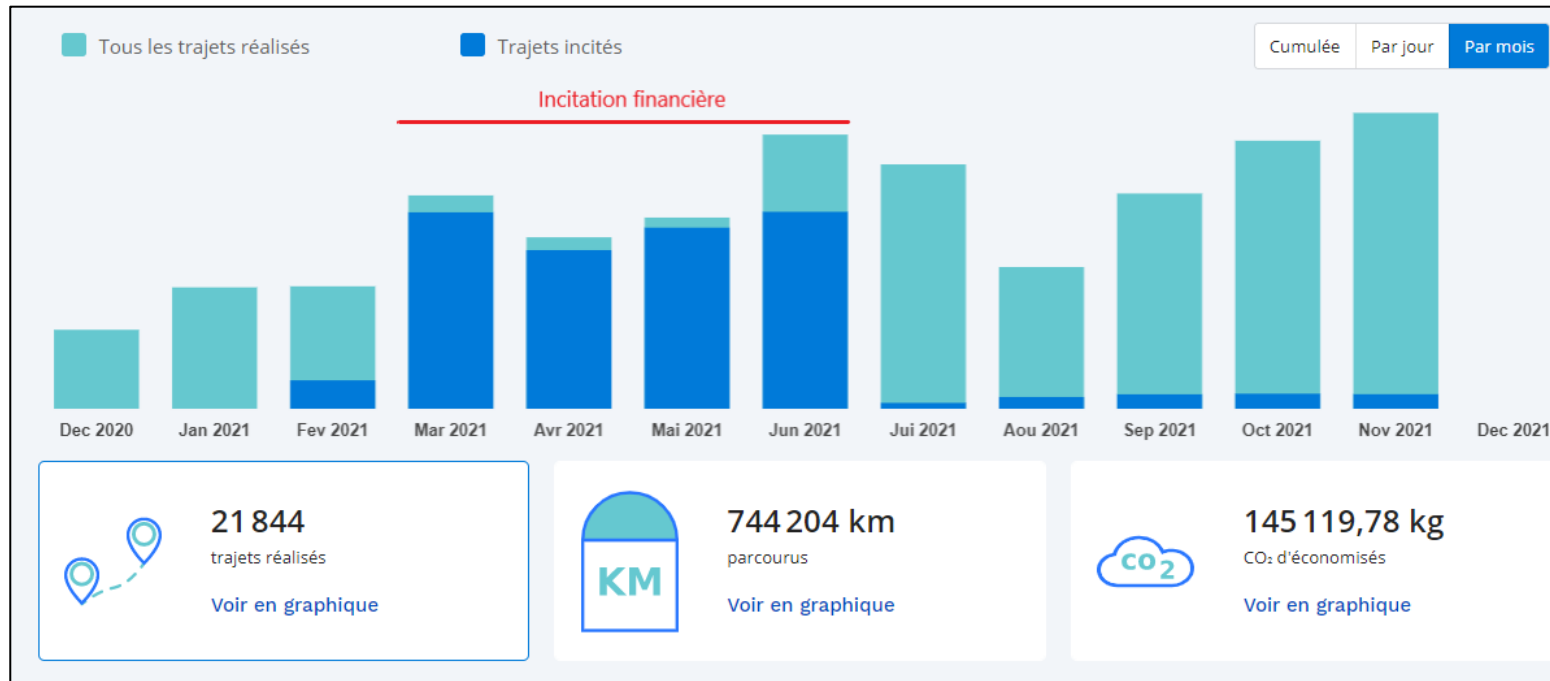 Tous les trajets réalisés
Trajets incités
Cumulée
Par jour
Par mois
Incitation financière
Dec 2020
Jan 2021
Fev 2021
Mar 2021
Avr 2021
Mai 2021
Jun 2021
Jui 2021
Aou 2021
Sep 2021
Oct 2021
Nov 2021
Dec 2021
21 844
trajets réalisés
Voir en graphique
KM
744 204 km
parcourus
Voir en graphique
CO2
145 119,78 kg
CO₂ d'économisés
Voir en graphique